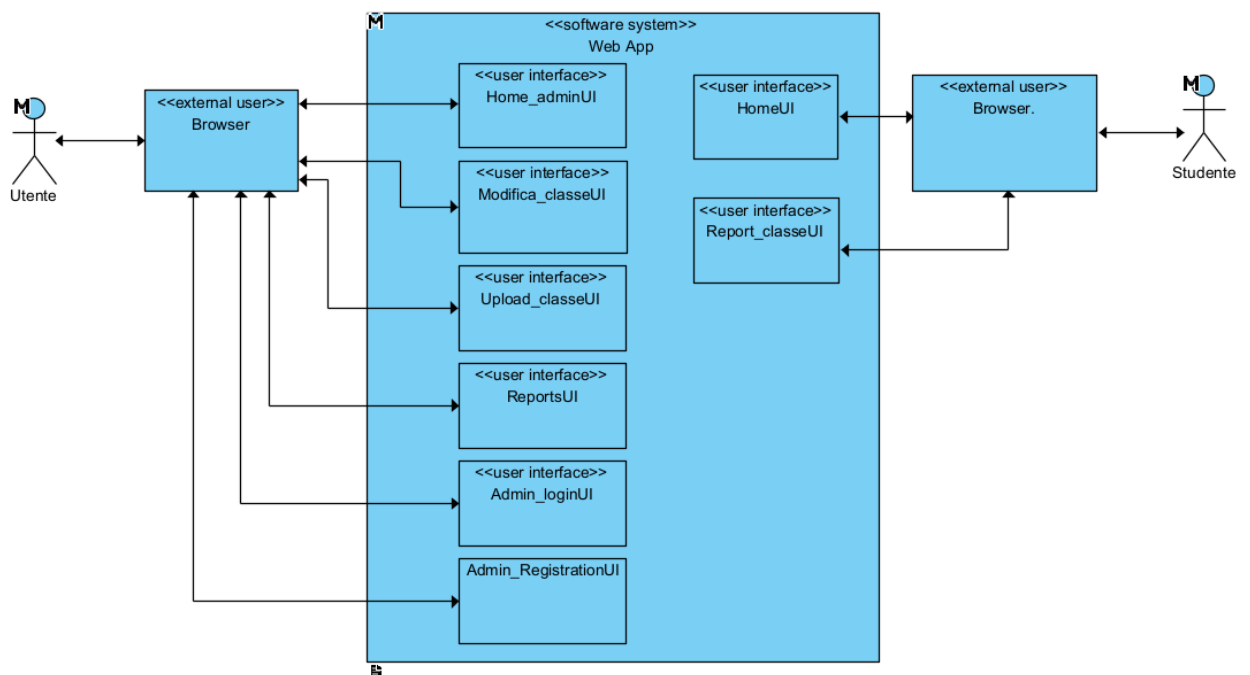 M
<<software system>>
Web App
M
Utente
<<external user>>
Browser
<<user interface>>
Home_adminUI
<<user interface>>
Modifica_classeUI
<<user interface>>
Upload_classeUI
<<user interface>>
ReportsUI
<<user interface>>
Admin_loginUI
Admin_RegistrationUI
<<user interface>>
HomeUI
<<user interface>>
Report_classeUI
<<external user>>
Browser.
M
Studente